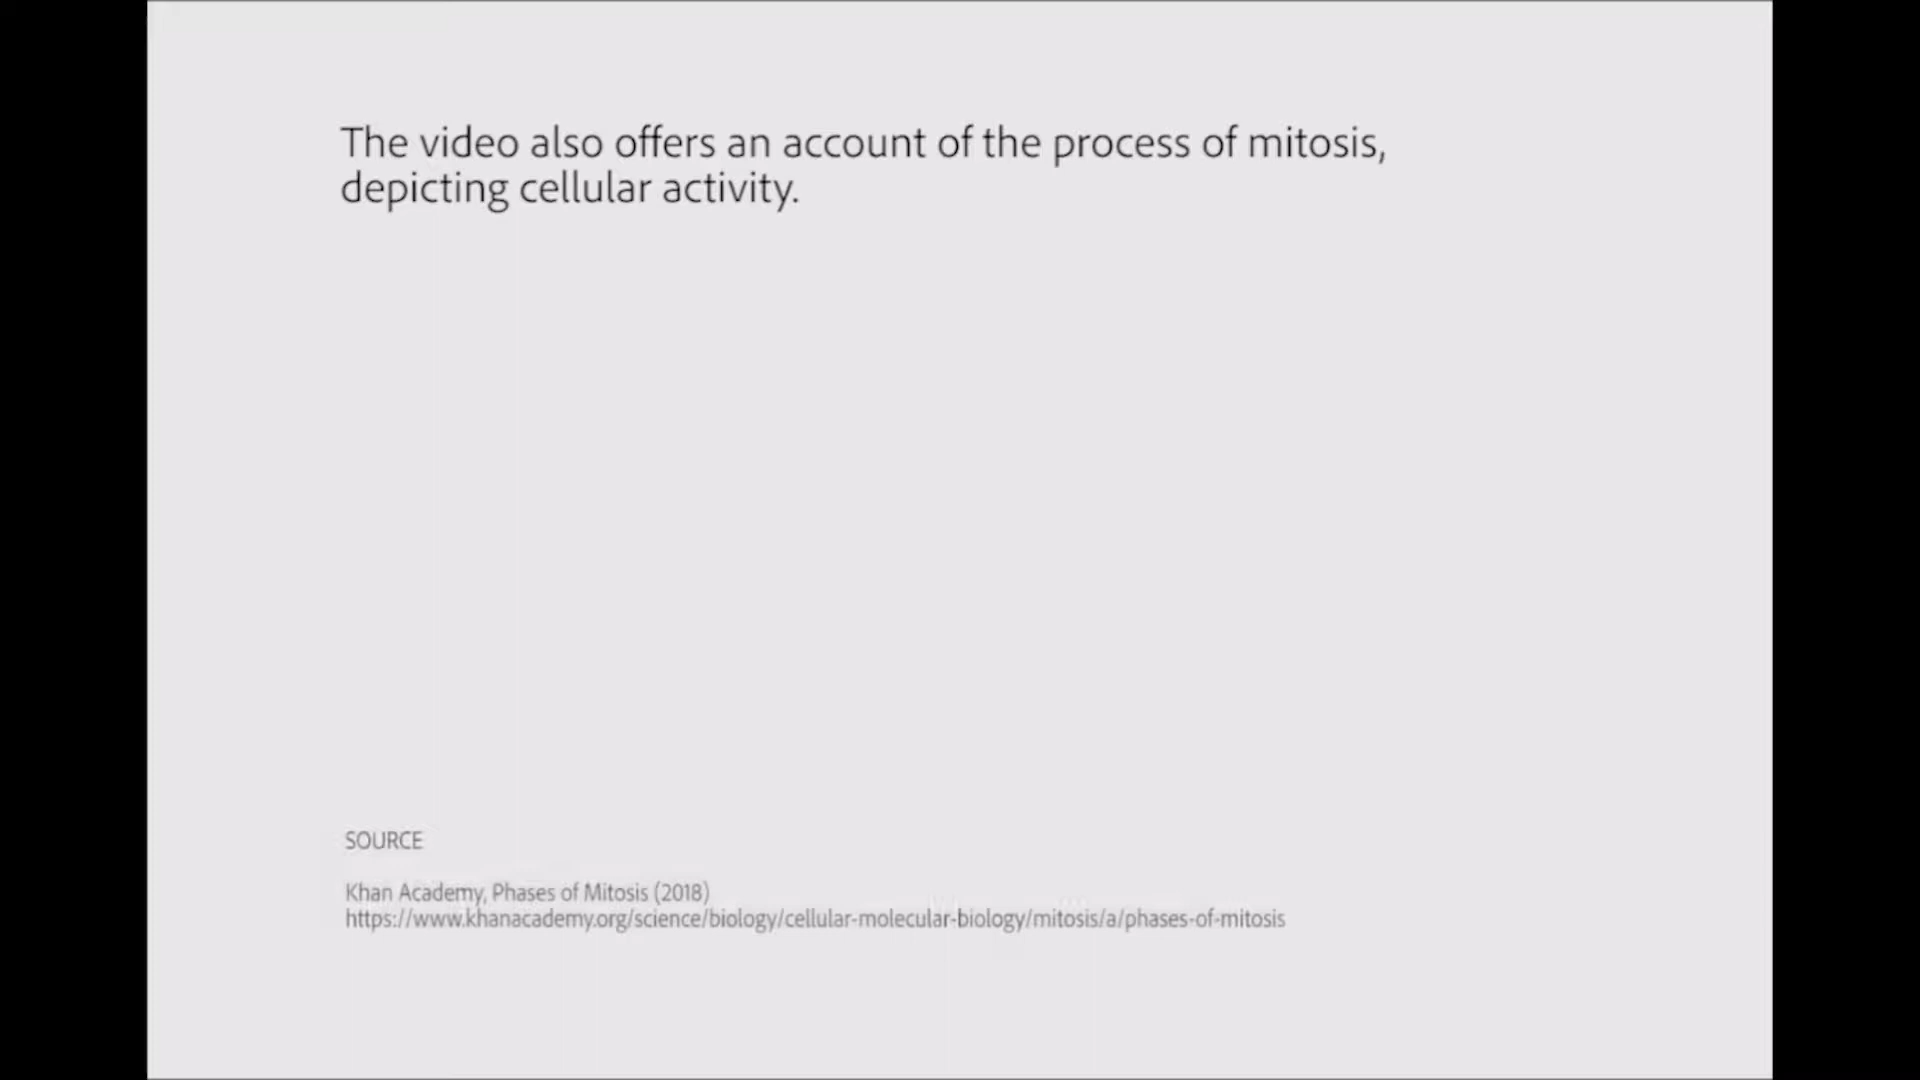 The video also offers an account of the process of mitosis,
depicting cellular activity.
SOURCE
Khan Academy, Phases of Mitosis (2018)
https://www.khanacademy.org/science/biology/cellular-molecular-biology/mitosis/a/phases-of-mitosis